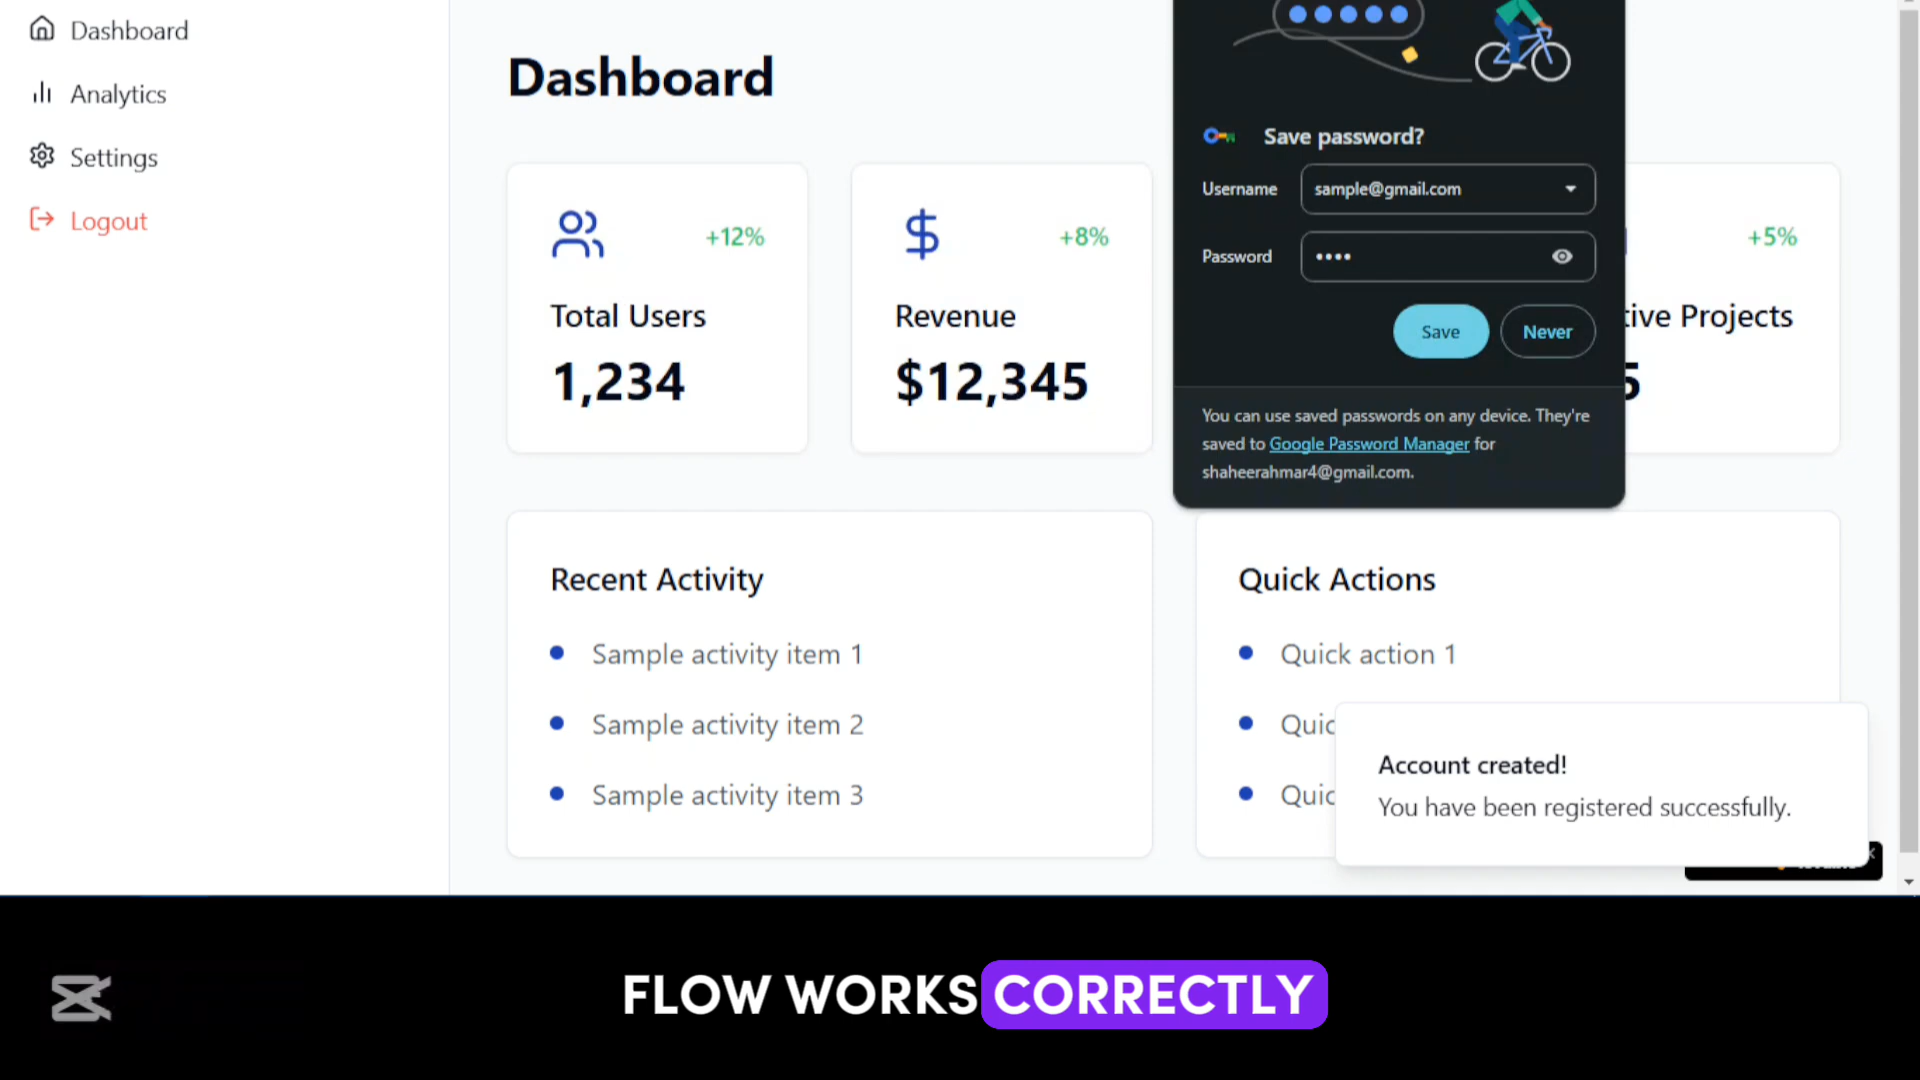 Dashboard
Analytics
Settings
Logout
Dashboard
+12%
Total Users
1,234
+8%
Revenue
$12,345
+5%
tive Projects
5
Save password?
Username
sample@gmail.com
Password
••••
Save
Never
You can use saved passwords on any device. They're
saved to Google Password Manager for
shaheerahmar4@gmail.com.
Recent Activity
Sample activity item 1
Sample activity item 2
Sample activity item 3
Quick Actions
Quick action 1
Quic
Quic
Account created!
You have been registered successfully.
FLOW WORKS CORRECTLY